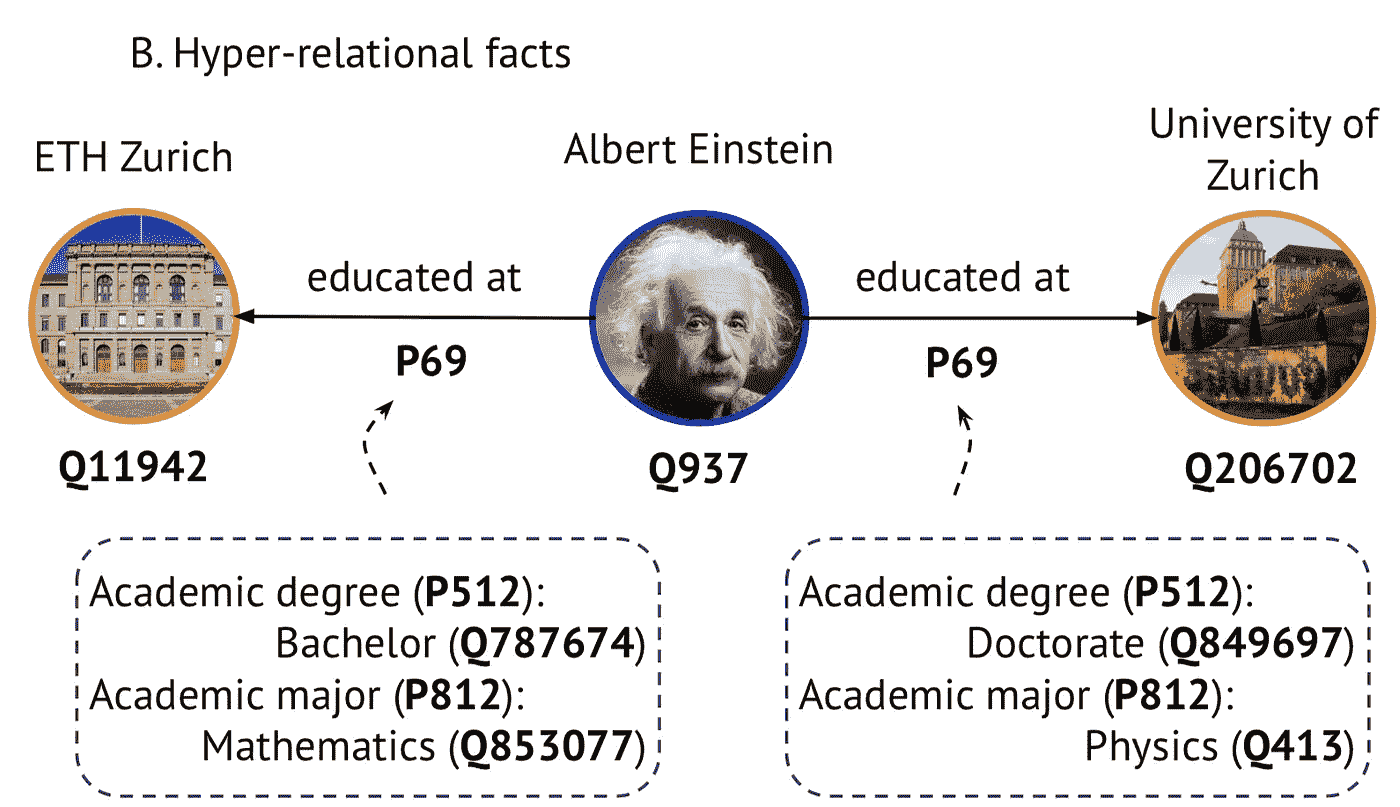 B. Hyper-relational facts
ETH Zurich
Albert Einstein
University of
Zurich
educated at
educated at
P69
P69
Q11942
Q937
Q206702
Academic degree (P512):
Bachelor (Q787674)
Academic major (P812):
Mathematics (Q853077)
Academic degree (P512):
Doctorate (Q849697)
Academic major (P812):
Physics (Q413)